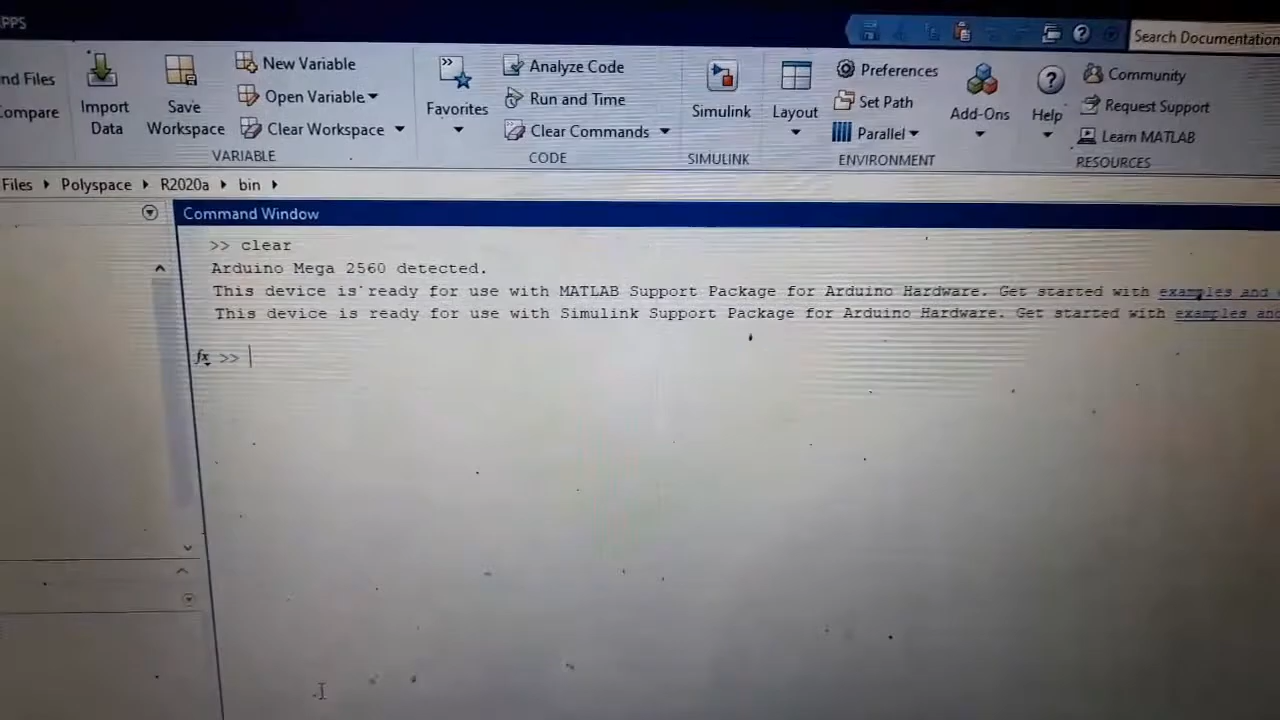 PPS
Search Documentation
nd Files
ompare
Import Data
Save Workspace
New Variable
Open Variable
Clear Workspace
VARIABLE
Favorites
Analyze Code
Run and Time
Clear Commands
CODE
Simulink
SIMULINK
Layout
Preferences
Set Path
Parallel
ENVIRONMENT
Add-Ons
? Help
Community
Request Support
Learn MATLAB
RESOURCES
Files Polyspace R2020a bin
Command Window
>> clear
Arduino Mega 2560 detected.
This device is ready for use with MATLAB Support Package for Arduino Hardware. Get started with examples and
This device is ready for use with Simulink Support Package for Arduino Hardware. Get started with examples and
fx >>